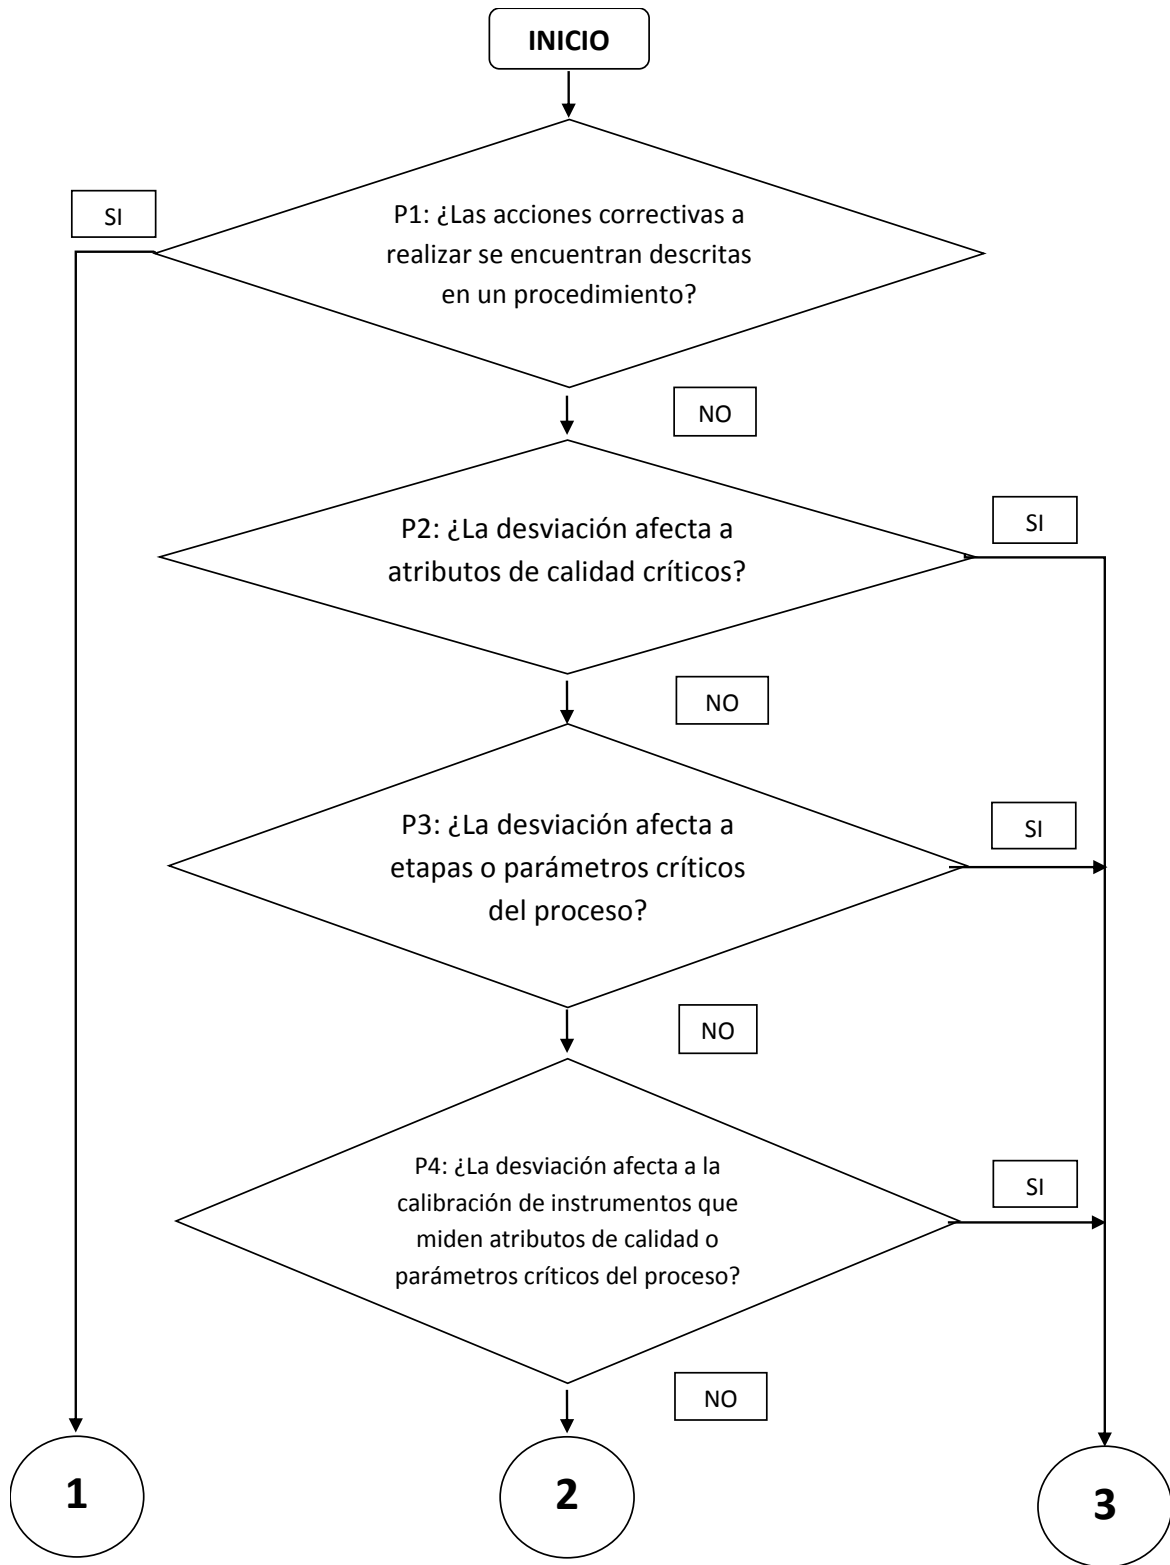 INICIO
SI
P1: ¿Las acciones correctivas a
realizar se encuentran descritas
en un procedimiento?
NO
P2: ¿La desviación afecta a
atributos de calidad críticos?
SI
NO
P3: ¿La desviación afecta a
etapas o parámetros críticos
del proceso?
SI
NO
P4: ¿La desviación afecta a la
calibración de instrumentos que
miden atributos de calidad o
parámetros críticos del proceso?
SI
NO
1
2
3